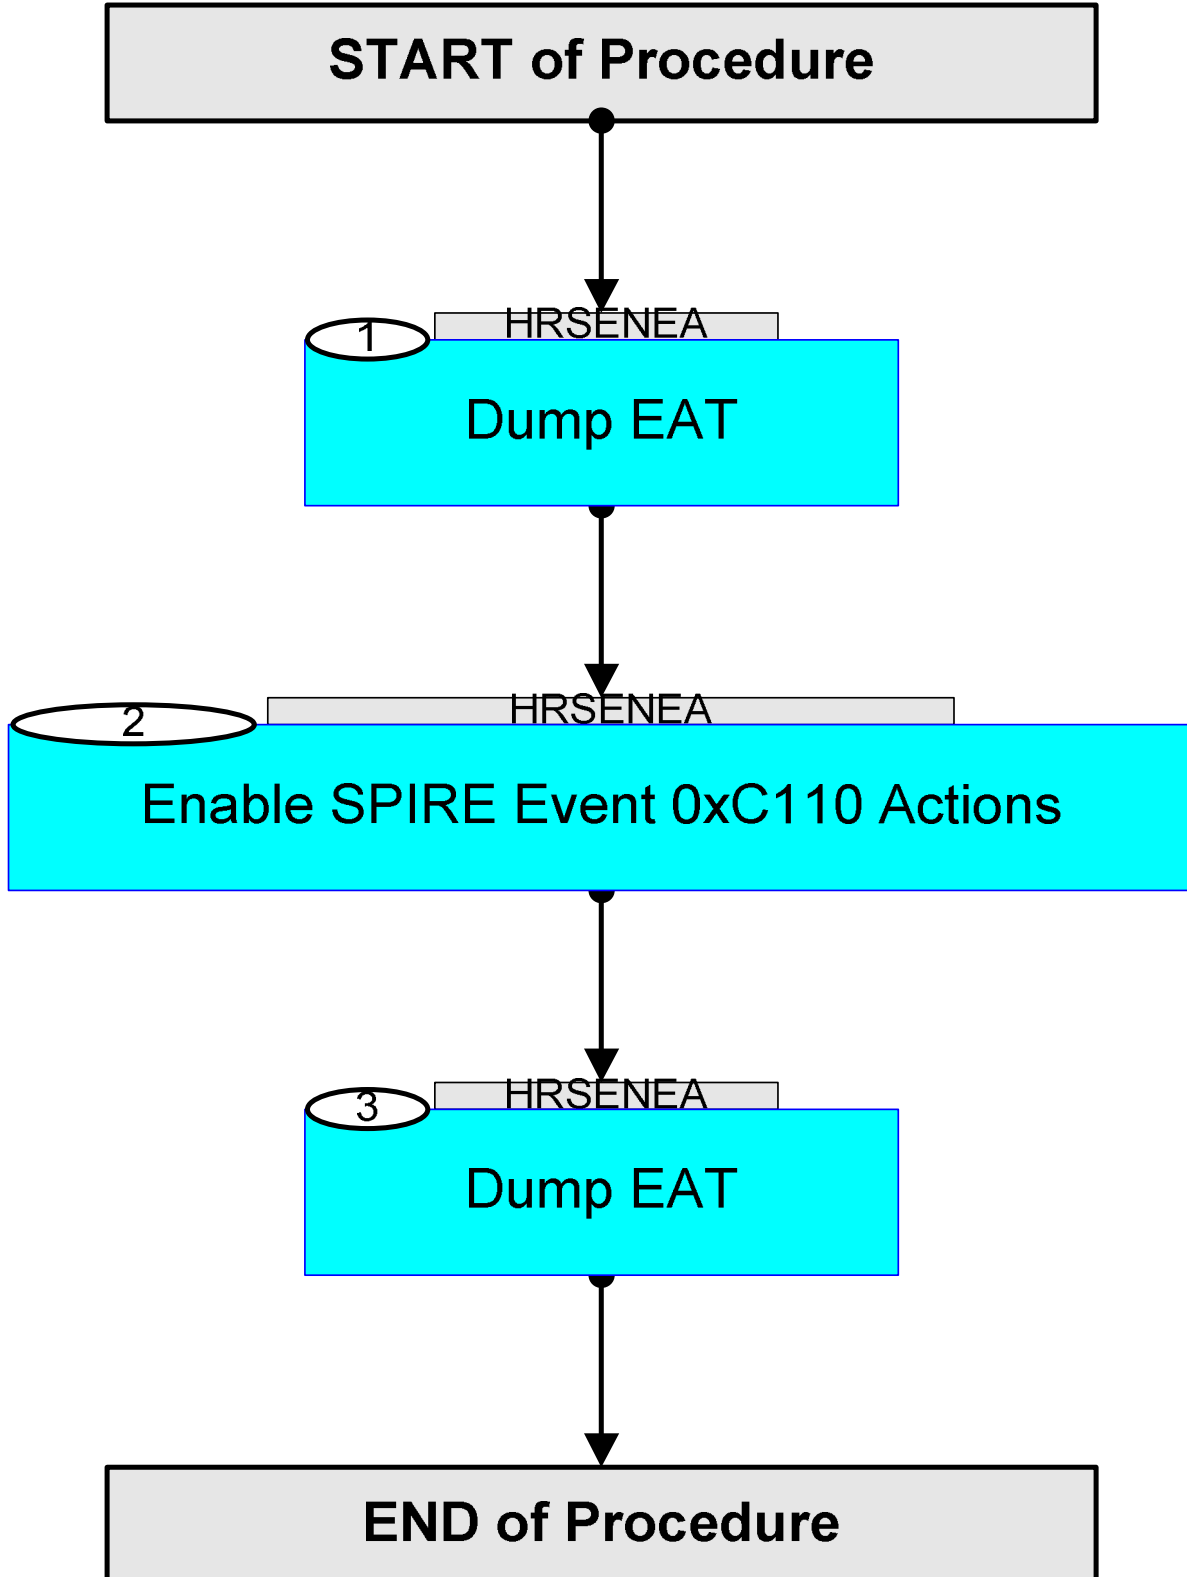 START of Procedure
HRSENEA
1
Dump EAT
HRSENEA
2
Enable SPIRE Event 0xC110 Actions
HRSENEA
3
Dump EAT
END of Procedure